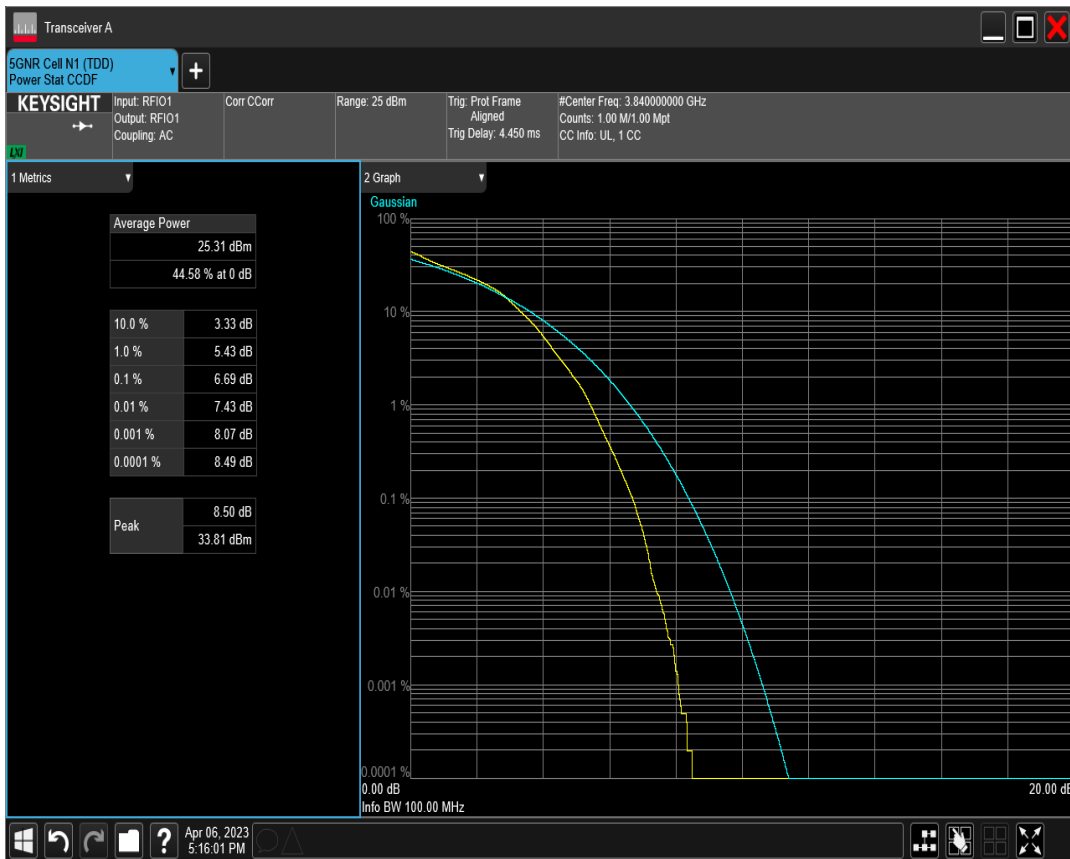 Transceiver A
5GNR Cell N1 (TDD)
Power Stat CCDF
KEYSIGHT
LXI
Input: RFIO1
Output: RFIO1
Coupling: AC
Corr CCorr
Range: 25 dBm
Trig: Prot Frame
Aligned
Trig Delay: 4.450 ms
#Center Freq: 3.840000000 GHz
Counts: 1.00 M/1.00 Mpt
CC Info: UL, 1 CC
1 Metrics
Average Power
25.31 dBm
44.58 % at 0 dB
10.0 % 3.33 dB
1.0 % 5.43 dB
0.1 % 6.69 dB
0.01 % 7.43 dB
0.001 % 8.07 dB
0.0001 % 8.49 dB
Peak
8.50 dB
33.81 dBm
2 Graph
Gaussian
100 %
10 %
1 %
0.1 %
0.01 %
0.001 %
0.0001 %
0.00 dB 20.00 dB
Info BW 100.00 MHz
? Apr 06, 2023
5:16:01 PM